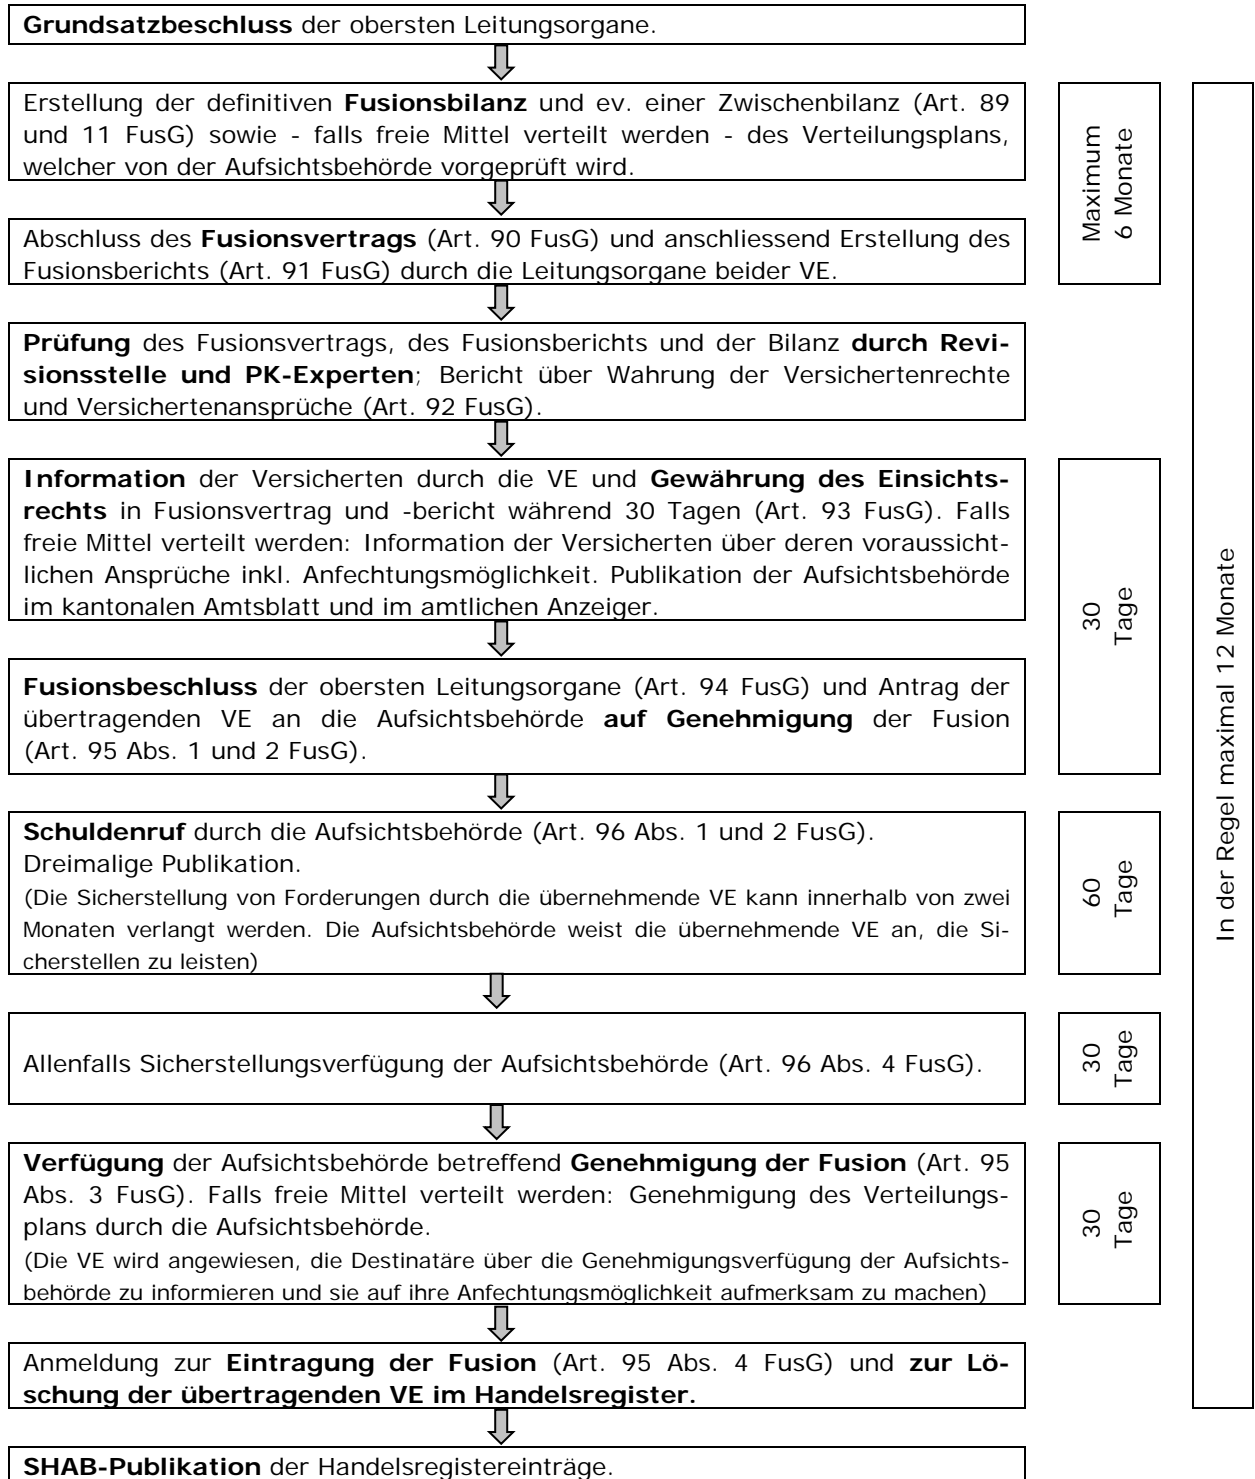 Grundsatzbeschluss der obersten Leitungsorgane.
Erstellung der definitiven Fusionsbilanz und ev. einer Zwischenbilanz (Art. 89
und 11 FusG) sowie - falls freie Mittel verteilt werden - des Verteilungsplans,
welcher von der Aufsichtsbehörde vorgeprüft wird.
Abschluss des Fusionsvertrags (Art. 90 FusG) und anschliessend Erstellung des
Fusionsberichts (Art. 91 FusG) durch die Leitungsorgane beider VE.
Maximum
6 Monate
Prüfung des Fusionsvertrags, des Fusionsberichts und der Bilanz durch Revi-
sionsstelle und PK-Experten; Bericht über Wahrung der Versichertenrechte
und Versichertenansprüche (Art. 92 FusG).
Information der Versicherten durch die VE und Gewährung des Einsichts-
rechts in Fusionsvertrag und -bericht während 30 Tagen (Art. 93 FusG). Falls
freie Mittel verteilt werden: Information der Versicherten über deren voraussicht-
lichen Ansprüche inkl. Anfechtungsmöglichkeit. Publikation der Aufsichtsbehörde
im kantonalen Amtsblatt und im amtlichen Anzeiger.
Fusionsbeschluss der obersten Leitungsorgane (Art. 94 FusG) und Antrag der
übertragenden VE an die Aufsichtsbehörde auf Genehmigung der Fusion
(Art. 95 Abs. 1 und 2 FusG).
30
Tage
Schuldenruf durch die Aufsichtsbehörde (Art. 96 Abs. 1 und 2 FusG).
Dreimalige Publikation.
(Die Sicherstellung von Forderungen durch die übernehmende VE kann innerhalb von zwei
Monaten verlangt werden. Die Aufsichtsbehörde weist die übernehmende VE an, die Si-
cherstellen zu leisten)
60
Tage
Allenfalls Sicherstellungsverfügung der Aufsichtsbehörde (Art. 96 Abs. 4 FusG).
30
Tage
Verfügung der Aufsichtsbehörde betreffend Genehmigung der Fusion (Art. 95
Abs. 3 FusG). Falls freie Mittel verteilt werden: Genehmigung des Verteilungs-
plans durch die Aufsichtsbehörde.
(Die VE wird angewiesen, die Destinatäre über die Genehmigungsverfügung der Aufsichts-
behörde zu informieren und sie auf ihre Anfechtungsmöglichkeit aufmerksam zu machen)
30
Tage
Anmeldung zur Eintragung der Fusion (Art. 95 Abs. 4 FusG) und zur Lö-
schung der übertragenden VE im Handelsregister.
In der Regel maximal 12 Monate
SHAB-Publikation der Handelsregistereinträge.